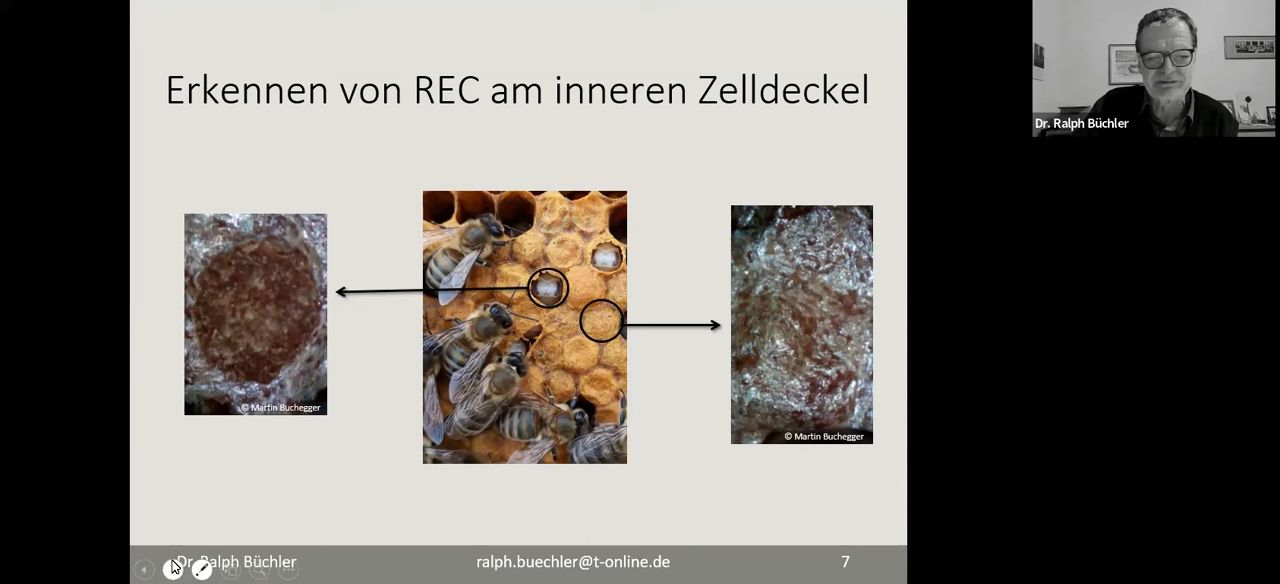 Erkennen von REC am inneren Zelldeckel
Dr. Ralph Büchler
© Martin Buchegger
© Martin Buchegger
Dr. Ralph Büchler
ralph.buechler@t-online.de
7